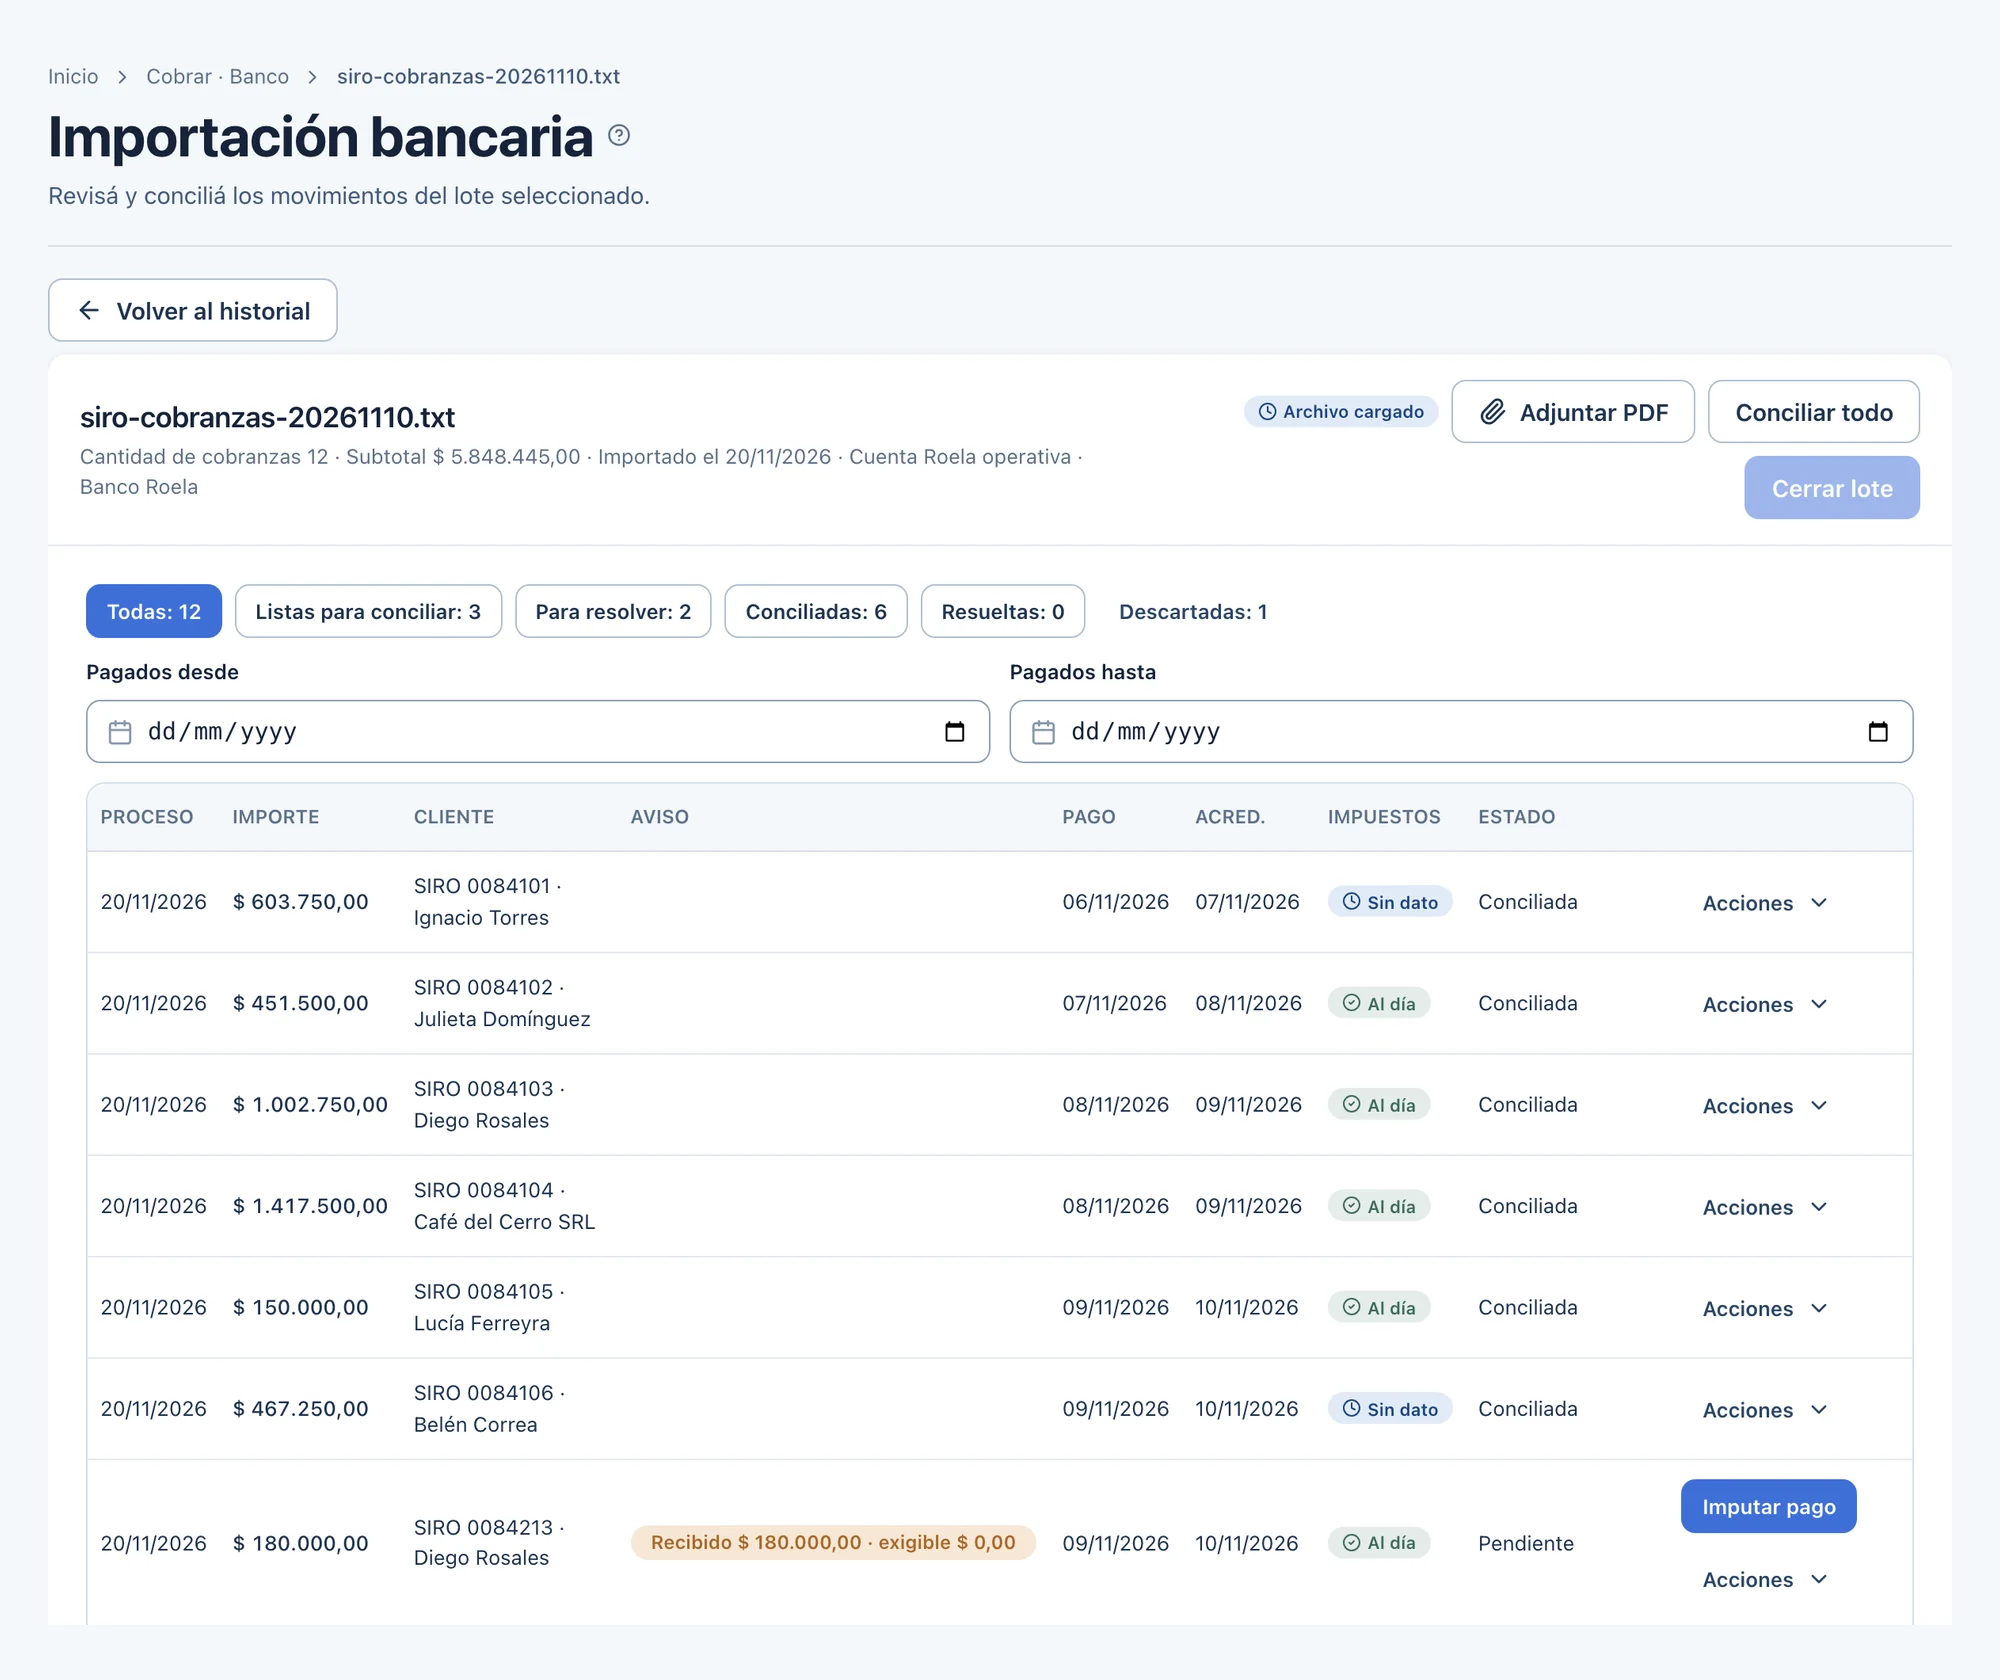 Inicio > Cobrar · Banco > siro-cobranzas-20261110.txt
Importación bancaria ?
Revisá y conciliá los movimientos del lote seleccionado.
← Volver al historial
siro-cobranzas-20261110.txt
Archivo cargado
Adjuntar PDF
Conciliar todo
Cantidad de cobranzas 12 · Subtotal $ 5.848.445,00 · Importado el 20/11/2026 · Cuenta Roela operativa ·
Banco Roela
Cerrar lote
Todas: 12 Listas para conciliar: 3 Para resolver: 2 Conciliadas: 6 Resueltas: 0 Descartadas: 1
Pagados desde
dd/mm/yyyy
Pagados hasta
dd/mm/yyyy
PROCESO IMPORTE CLIENTE AVISO PAGO ACRED. IMPUESTOS ESTADO
20/11/2026 $ 603.750,00 SIRO 0084101 ·
Ignacio Torres
06/11/2026 07/11/2026 Sin dato Conciliada Acciones
20/11/2026 $ 451.500,00 SIRO 0084102 ·
Julieta Domínguez
07/11/2026 08/11/2026 Al día Conciliada Acciones
20/11/2026 $ 1.002.750,00 SIRO 0084103 ·
Diego Rosales
08/11/2026 09/11/2026 Al día Conciliada Acciones
20/11/2026 $ 1.417.500,00 SIRO 0084104 ·
Café del Cerro SRL
08/11/2026 09/11/2026 Al día Conciliada Acciones
20/11/2026 $ 150.000,00 SIRO 0084105 ·
Lucía Ferreyra
09/11/2026 10/11/2026 Al día Conciliada Acciones
20/11/2026 $ 467.250,00 SIRO 0084106 ·
Belén Correa
09/11/2026 10/11/2026 Sin dato Conciliada Acciones
20/11/2026 $ 180.000,00 SIRO 0084213 ·
Diego Rosales
Recibido $ 180.000,00 · exigible $ 0,00 09/11/2026 10/11/2026 Al día Pendiente
Imputar pago
Acciones